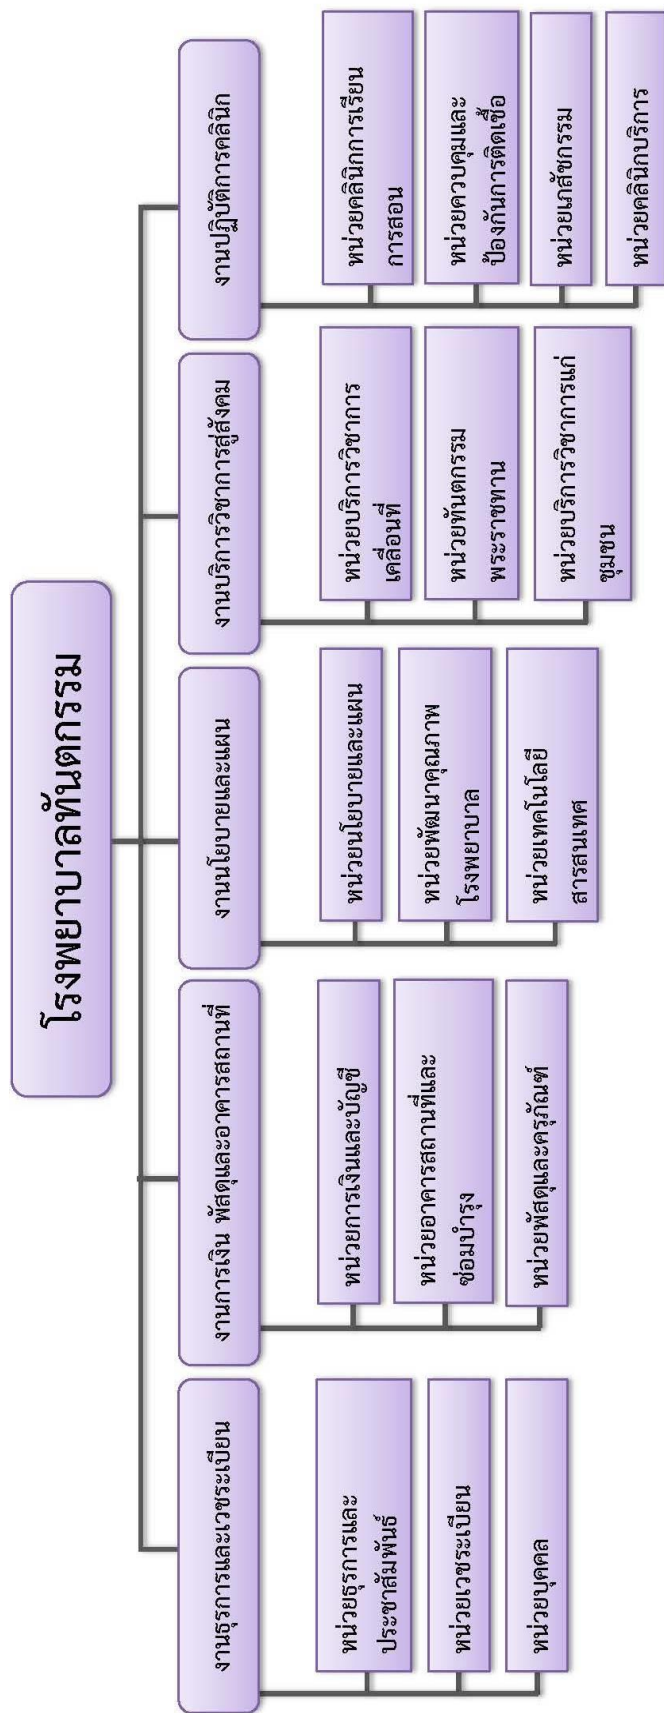 โรงพยาบาลทันตกรรม
งานธุรการและเวชระเบียน
หน่วยธุรการและ
ประชาสัมพันธ์
หน่วยเวชระเบียน
หน่วยบุคคล
งานการเงิน พัสดุและอาคารสถานที่
หน่วยการเงินและบัญชี
หน่วยอาคารสถานที่และ
ซ่อมบำรุง
หน่วยพัสดุและครุภัณฑ์
งานนโยบายและแผน
หน่วยนโยบายและแผน
หน่วยพัฒนาคุณภาพ
โรงพยาบาล
หน่วยเทคโนโลยี
สารสนเทศ
งานบริการวิชาการสู่สังคม
หน่วยบริการวิชาการ
เคลื่อนที่
หน่วยทันตกรรม
พระราชทาน
หน่วยบริการวิชาการแก่
ชุมชน
งานปฏิบัติการคลินิก
หน่วยคลินิกการเรียน
การสอน
หน่วยควบคุมและ
ป้องกันการติดเชื้อ
หน่วยเภสัชกรรม
หน่วยคลินิกบริการ